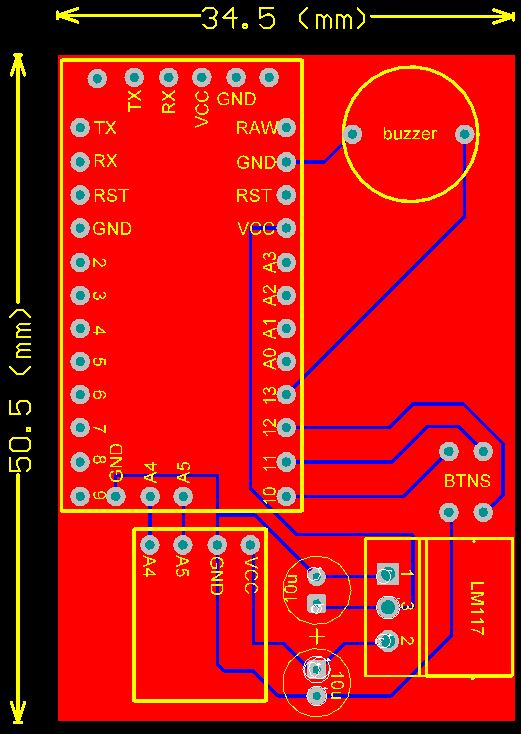 34.5 (mm)
50.5 (mm)
TX RX VCC GND
TX RAW
RX GND
RST RST
GND VCC
2 A3
3 A2
4 A1
5 A0
6 13
7 12
8 11
9 10
GND A4 A5
buzzer
BTNS
A4 A5 GND VCC
10u
+
10u
1
3
2
LM117